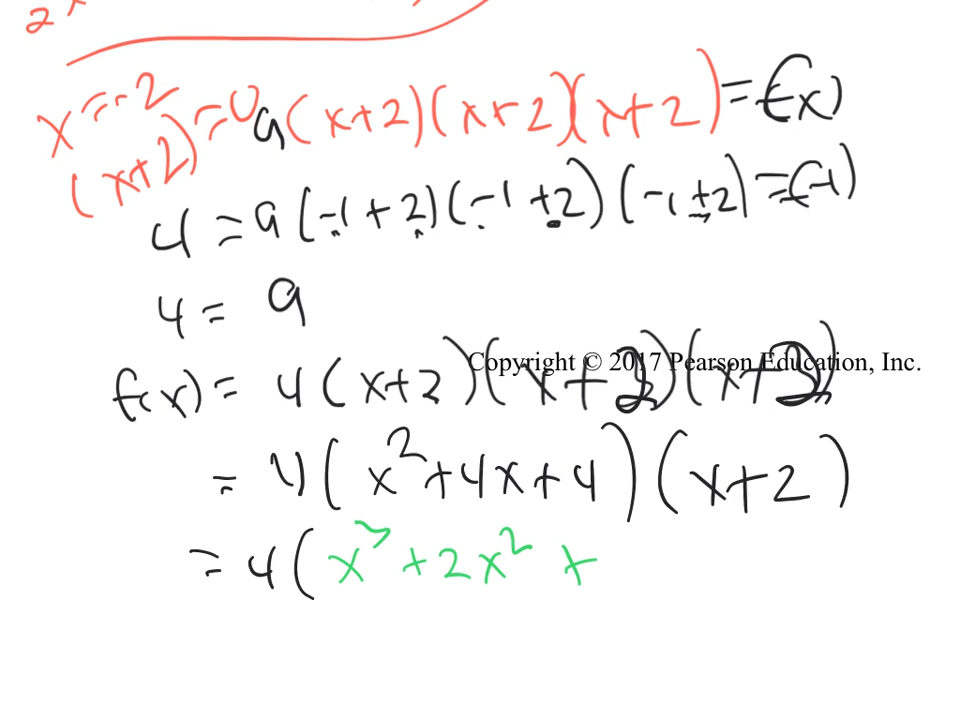 2x
x=-2
(x+2)=0
a(x+2)(x+2)(x+2)=f(x)
4=a(-1+2)(-1+2)(-1+2)=f(-1)
4=a
f(x)=4(x+2)(x+2)(x+2)
Copyright © 2017 Pearson Education, Inc.
=4(x²+4x+4)(x+2)
=4(x³+2x²+